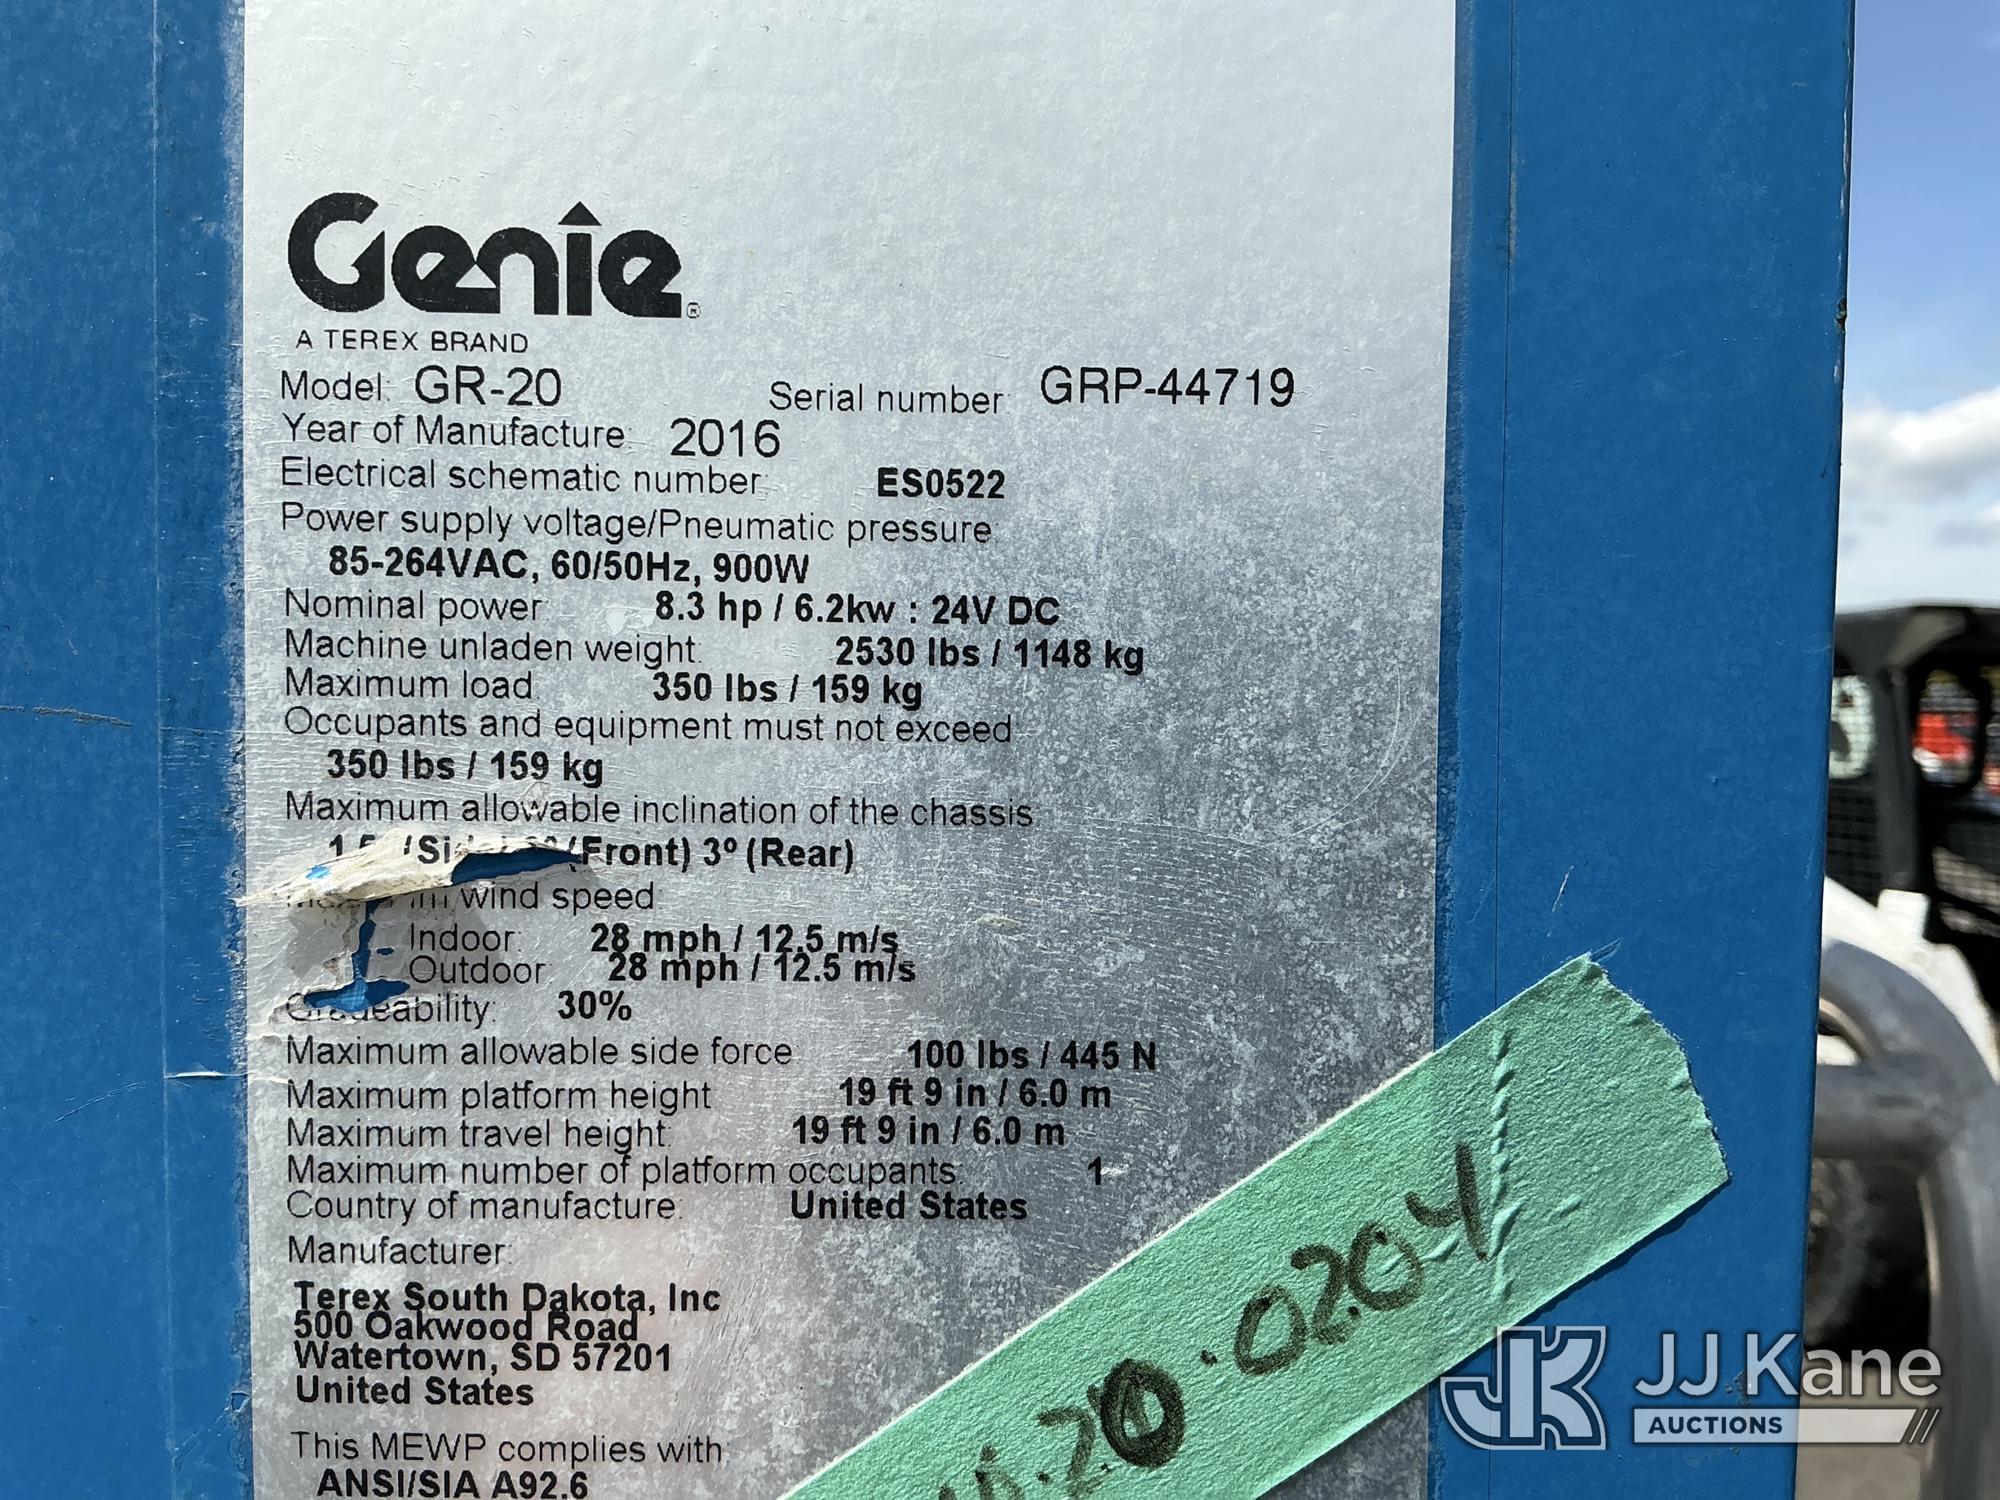 Genie®
A TEREX BRAND
Model: GR-20 Serial number: GRP-44719
Year of Manufacture: 2016
Electrical schematic number: ES0522
Power supply voltage/Pneumatic pressure:
85-264VAC, 60/50Hz, 900W
Nominal power: 8.3 hp / 6.2kw : 24V DC
Machine unladen weight: 2530 lbs / 1148 kg
Maximum load: 350 lbs / 159 kg
Occupants and equipment must not exceed
350 lbs / 159 kg
Maximum allowable inclination of the chassis:
(Front) 3º (Rear)
wind speed:
Indoor: 28 mph / 12.5 m/s
Outdoor: 28 mph / 12.5 m/s
Gradeability: 30%
Maximum allowable side force 100 lbs / 445 N
Maximum platform height 19 ft 9 in / 6.0 m
Maximum travel height: 19 ft 9 in / 6.0 m
Maximum number of platform occupants: 1
Country of manufacture: United States
Manufacturer:
Terex South Dakota, Inc
500 Oakwood Road
Watertown, SD 57201
United States
This MEWP complies with:
ANSI/SIA A92.6
JK JJ Kane
AUCTIONS